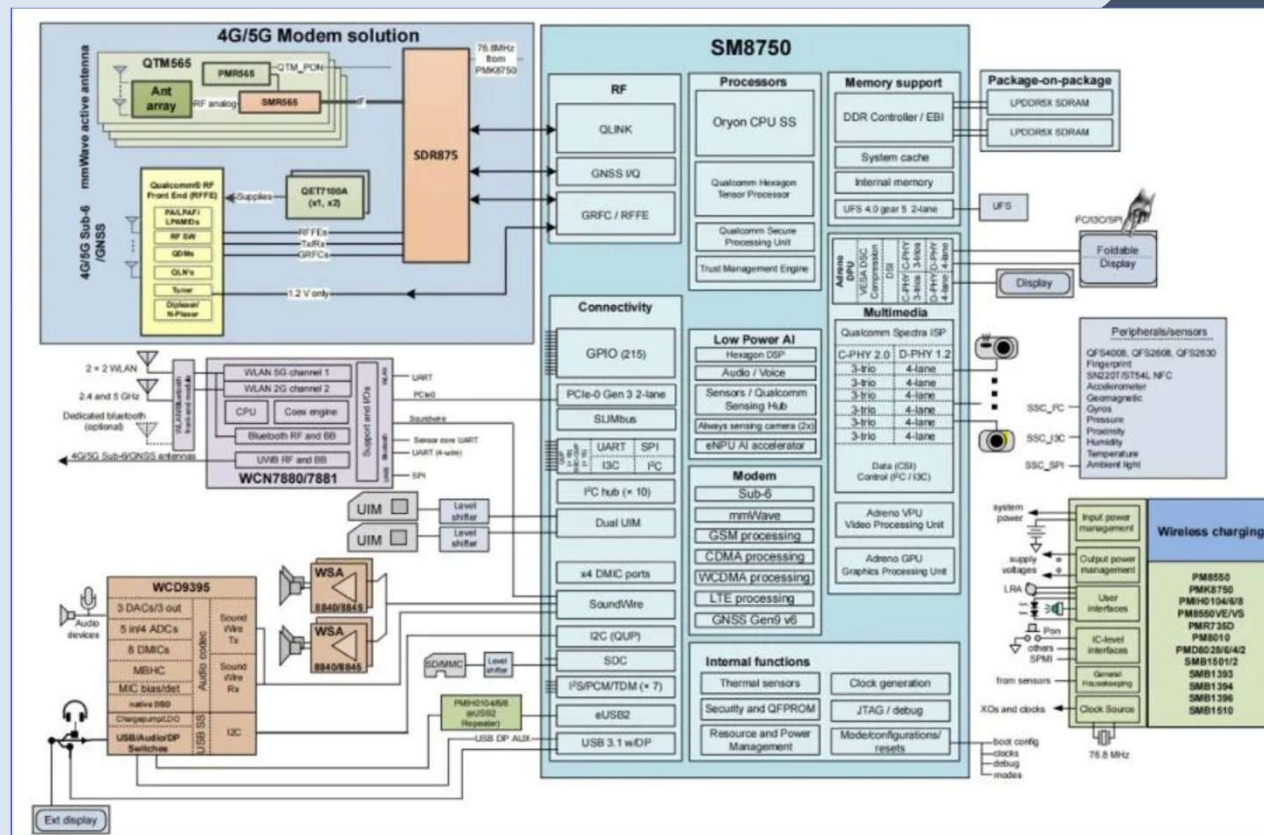 4G/5G Modem solution
mmWave active antenna
QTM565
PMR565
QTM_PON
Ant
array
RF analog
SMR565
IF
76.8MHz
from
PMK8750
SDR875
4G/5G Sub-6
/GNSS
Qualcomm® RF
Front End (RFFE)
PA/LPAF/
LPAMIDs
RF SW
QDMs
QLN's
Tuner
Diplexer/
N-Plexer
Supplies
QET7100A
(x1, x2)
RFFEs
Tx/Rx
GRFCs
1.2 V only
2 × 2 WLAN
2.4 and 5 GHz
Dedicated bluetooth
(optional)
4G/5G Sub-6/GNSS antennas
WLAN/Bluetooth
front-end module
WLAN 5G channel 1
WLAN 2G channel 2
CPU
Coex engine
Bluetooth RF and BB
UWB RF and BB
Support and I/Os
WLAN
Bluetooth
UWB
WCN7880/7881
UART
PCIe0
Soundwire
Sensor core UART
UART (4-wire)
SPI
UIM
Level
shifter
UIM
Level
shifter
WCD9395
Audio
devices
3 DACs/3 out
5 in/4 ADCs
8 DMICs
MBHC
MIC bias/det
native DSD
Chargepump/LDO
USB/Audio/DP
Switches
Audio codec
USB SS
Sound
Wire
Tx
Sound
Wire
Rx
I2C
WSA
8840/8845
WSA
8840/8845
SD/MMC
Level
shifter
PMIH0104/6/8
(eUSB2
Repeater)
USB DP AUX
Ext display
SM8750
RF
QLINK
GNSS I/Q
GRFC / RFFE
Connectivity
GPIO (215)
PCIe-0 Gen 3 2-lane
SLIMbus
UART
SPI
I3C
I²C
I²C hub (× 10)
Dual UIM
x4 DMIC ports
SoundWire
I2C (QUP)
SDC
I²S/PCM/TDM (× 7)
eUSB2
USB 3.1 w/DP
Processors
Oryon CPU SS
Qualcomm Hexagon
Tensor Processor
Qualcomm Secure
Processing Unit
Trust Management Engine
Low Power AI
Hexagon DSP
Audio / Voice
Sensors / Qualcomm
Sensing Hub
Always sensing camera (2x)
eNPU AI accelerator
Modem
Sub-6
mmWave
GSM processing
CDMA processing
WCDMA processing
LTE processing
GNSS Gen9 v6
Internal functions
Thermal sensors
Clock generation
Security and QFPROM
JTAG / debug
Resource and Power
Management
Mode/configurations/
resets
boot config
clocks
debug
modes
Memory support
DDR Controller / EBI
System cache
Internal memory
UFS 4.0 gear 5 2-lane
Adreno
DPU
VESA DSC
Compression
DSI
C-PHY
3-trios
D-PHY
4-lane
C-PHY
3-trios
D-PHY
4-lane
Multimedia
Qualcomm Spectra ISP
C-PHY 2.0
D-PHY 1.2
3-trio
4-lane
3-trio
4-lane
3-trio
4-lane
3-trio
4-lane
3-trio
4-lane
3-trio
4-lane
Data (CSI)
Control (I²C / I3C)
Adreno VPU
Video Processing Unit
Adreno GPU
Graphics Processing Unit
Package-on-package
LPDDR5X SDRAM
LPDDR5X SDRAM
UFS
Foldable
Display
Display
Peripherals/sensors
QFS4008, QFS2608, QFS2630
Fingerprint
SN220T/ST54L NFC
Accelerometer
Geomagnetic
Gyros
Pressure
Proximity
Humidity
Temperature
Ambient light
SSC_I²C
SSC_I3C
SSC_SPI
system
power
supply
voltages
LRA
Pon
others
SPMI
from sensors
XOs and clocks
Input power
management
Output power
management
User
interfaces
IC-level
interfaces
General
Housekeeping
Clock Source
76.8 MHz
Wireless charging
PM8550
PMK8750
PMIH0104/6/8
PM8550VE/VS
PMR735D
PM8010
PMD8028/6/4/2
SMB1501/2
SMB1393
SMB1394
SMB1396
SMB1510